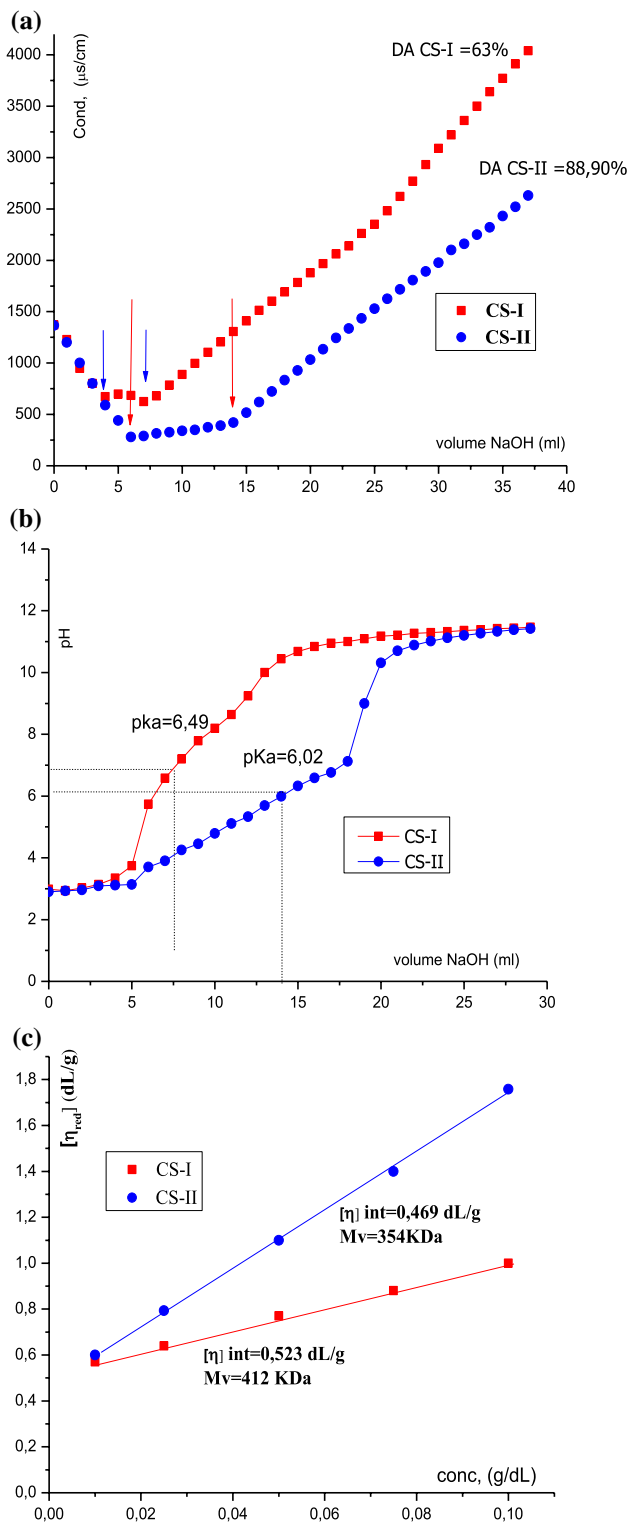 (a)
4000
3500
3000
2500
2000
1500
1000
500
0
Cond, (µs/cm)
DA CS-I =63%
DA CS-II =88,90%
CS-I
CS-II
volume NaOH (ml)
0 5 10 15 20 25 30 35 40
(b)
14
12
10
8
6
4
2
0
pH
pka=6,49
pKa=6,02
CS-I
CS-II
volume NaOH (ml)
0 5 10 15 20 25 30
(c)
1,8
1,6
1,4
1,2
1,0
0,8
0,6
0,4
0,2
0,0
[ηred] (dL/g)
CS-I
CS-II
[η] int=0,469 dL/g
Mv=354KDa
[η] int=0,523 dL/g
Mv=412 KDa
conc, (g/dL)
0,00 0,02 0,04 0,06 0,08 0,10